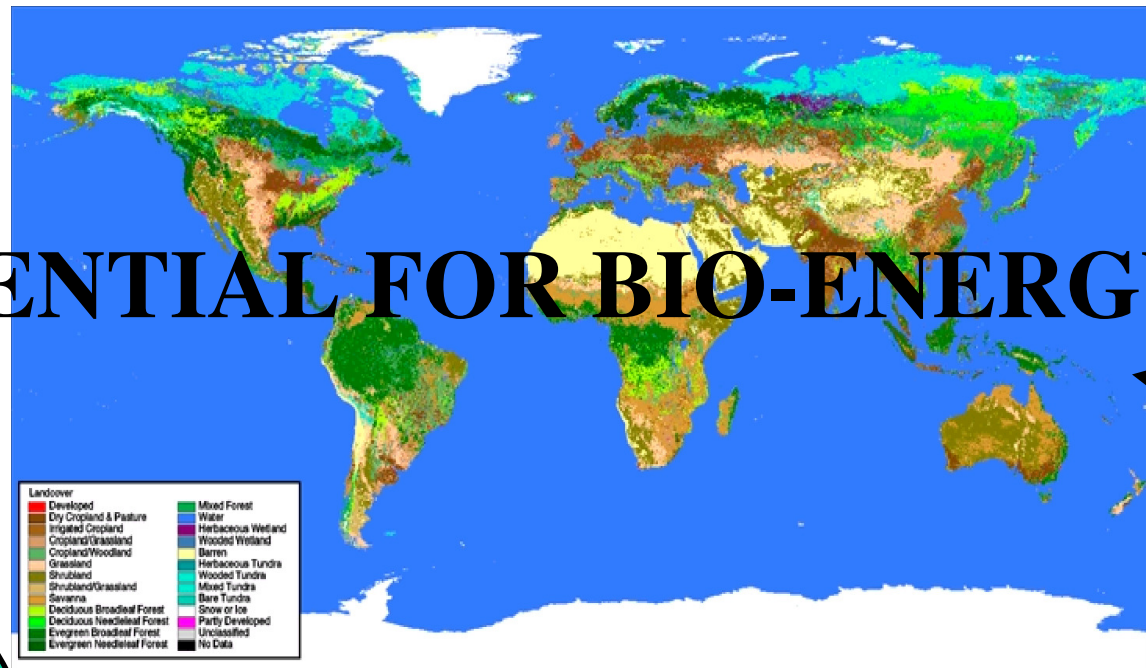 ENTIAL FOR BIO-ENERG
Landcover
Developed
Dry Cropland & Pasture
Irrigated Cropland
Cropland/Grassland
Cropland/Woodland
Grassland
Shrubland
Shrubland/Grassland
Savanna
Deciduous Broadleaf Forest
Deciduous Needleleaf Forest
Evegreen Broadleaf Forest
Evergreen Needleleaf Forest
Mixed Forest
Water
Herbaceous Wetland
Wooded Wetland
Barren
Herbaceous Tundra
Wooded Tundra
Mixed Tundra
Bare Tundra
Snow or Ice
Partly Developed
Unclassified
No Data